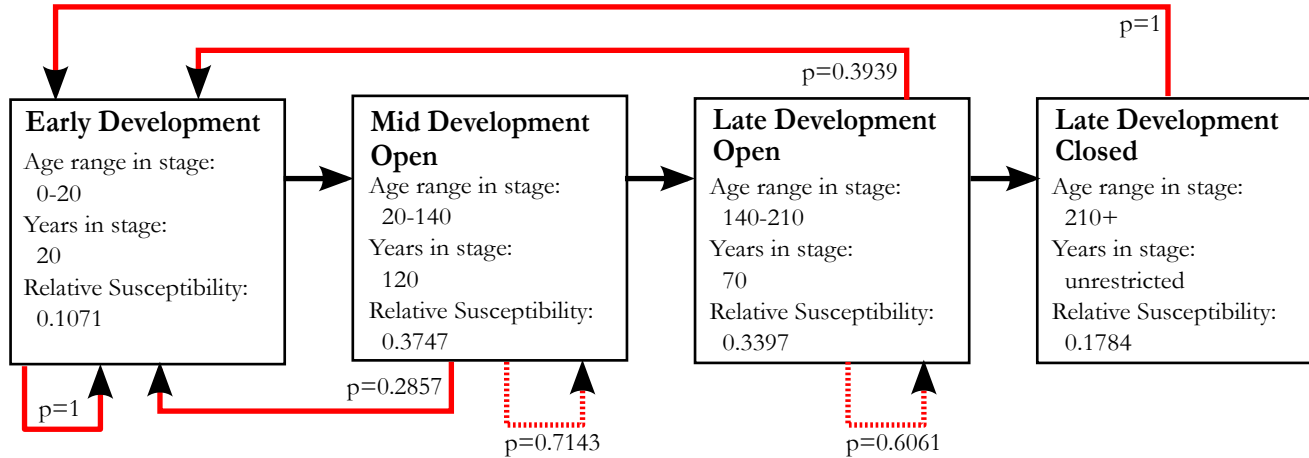 p=1
p=0.3939
Early Development
Age range in stage:
0-20
Years in stage:
20
Relative Susceptibility:
0.1071
Mid Development
Open
Age range in stage:
20-140
Years in stage:
120
Relative Susceptibility:
0.3747
Late Development
Open
Age range in stage:
140-210
Years in stage:
70
Relative Susceptibility:
0.3397
Late Development
Closed
Age range in stage:
210+
Years in stage:
unrestricted
Relative Susceptibility:
0.1784
p=1
p=0.2857
p=0.7143
p=0.6061